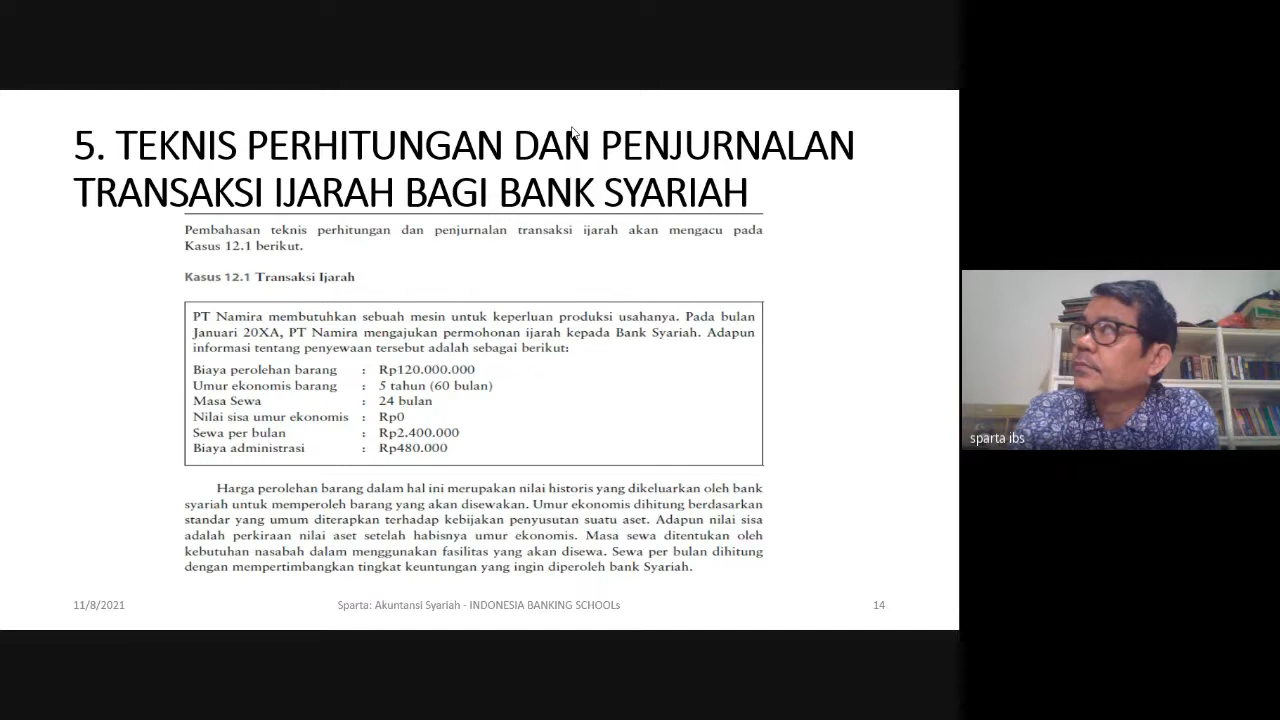 5. TEKNIS PERHITUNGAN DAN PENJURNALAN
TRANSAKSI IJARAH BAGI BANK SYARIAH
Pembahasan teknis perhitungan dan penjurnalan transaksi ijarah akan mengacu pada
Kasus 12.1 berikut.
Kasus 12.1 Transaksi Ijarah
PT Namira membutuhkan sebuah mesin untuk keperluan produksi usahanya. Pada bulan
Januari 20XA, PT Namira mengajukan permohonan ijarah kepada Bank Syariah. Adapun
informasi tentang penyewaan tersebut adalah sebagai berikut:
Biaya perolehan barang : Rp120.000.000
Umur ekonomis barang : 5 tahun (60 bulan)
Masa Sewa : 24 bulan
Nilai sisa umur ekonomis : Rp0
Sewa per bulan : Rp2.400.000
Biaya administrasi : Rp480.000
Harga perolehan barang dalam hal ini merupakan nilai historis yang dikeluarkan oleh bank
syariah untuk memperoleh barang yang akan disewakan. Umur ekonomis dihitung berdasarkan
standar yang umum diterapkan terhadap kebijakan penyusutan suatu aset. Adapun nilai sisa
adalah perkiraan nilai aset setelah habisnya umur ekonomis. Masa sewa ditentukan oleh
kebutuhan nasabah dalam menggunakan fasilitas yang akan disewa. Sewa per bulan dihitung
dengan mempertimbangkan tingkat keuntungan yang ingin diperoleh bank Syariah.
11/8/2021
Sparta: Akuntansi Syariah - INDONESIA BANKING SCHOOLs
14
sparta ibs